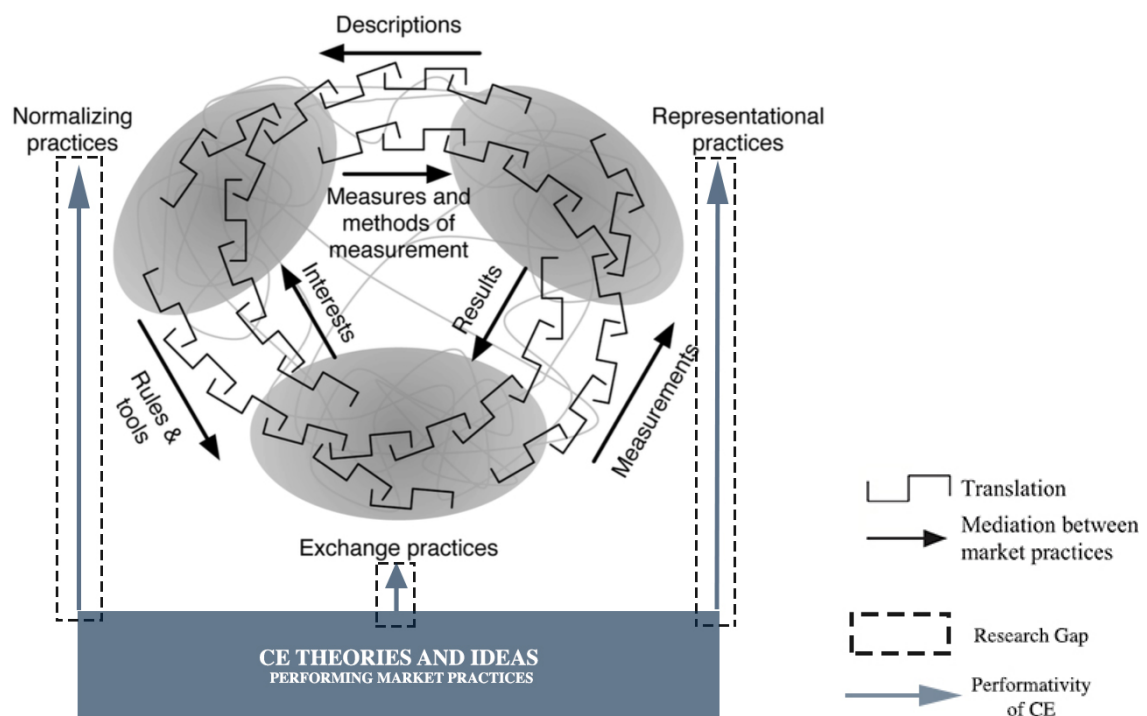 Descriptions
Normalizing
practices
Representational
practices
Measures and
methods of
measurement
Interests
Results
Rules &
tools
Measurements
Exchange practices
Translation
Mediation between
market practices
Research Gap
Performativity
of CE
CE THEORIES AND IDEAS
PERFORMING MARKET PRACTICES